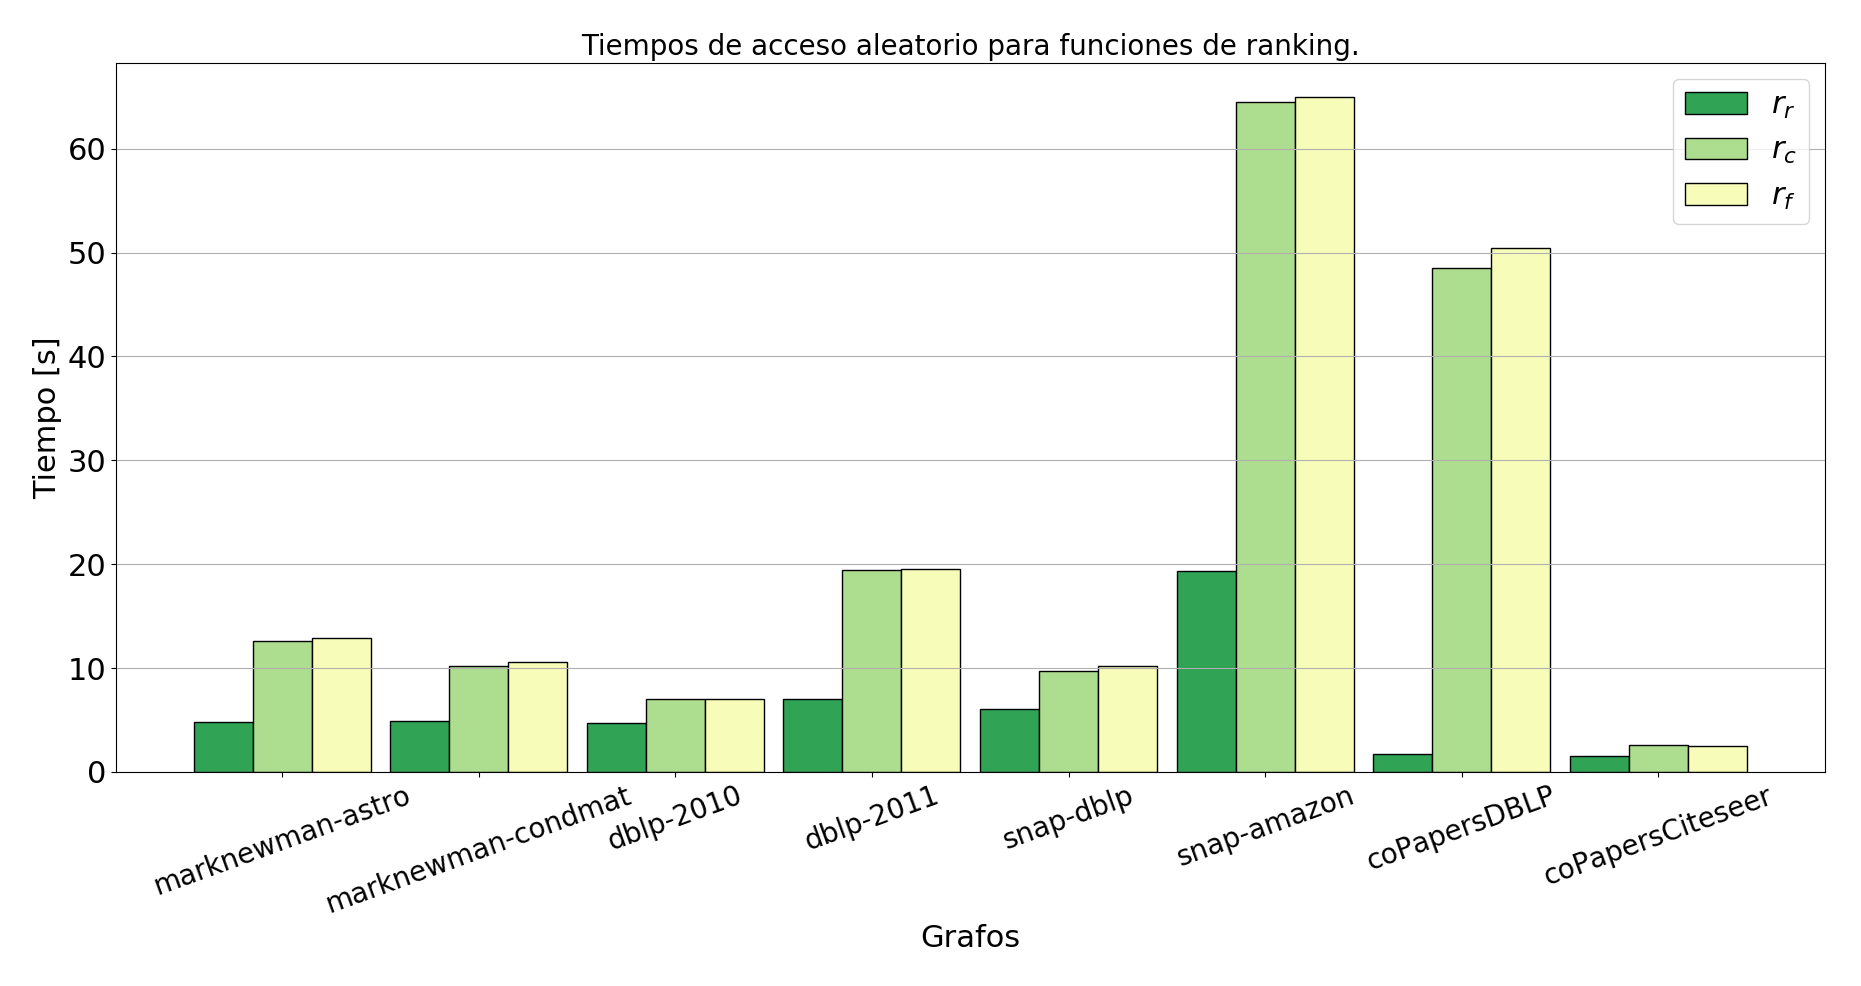 Tiempos de acceso aleatorio para funciones de ranking.
r_r
r_c
r_f
60
50
40
30
20
10
0
Tiempo [s]
marknewman-astro
marknewman-condmat
dblp-2010
dblp-2011
snap-dblp
snap-amazon
coPapersDBLP
coPapersCiteseer
Grafos